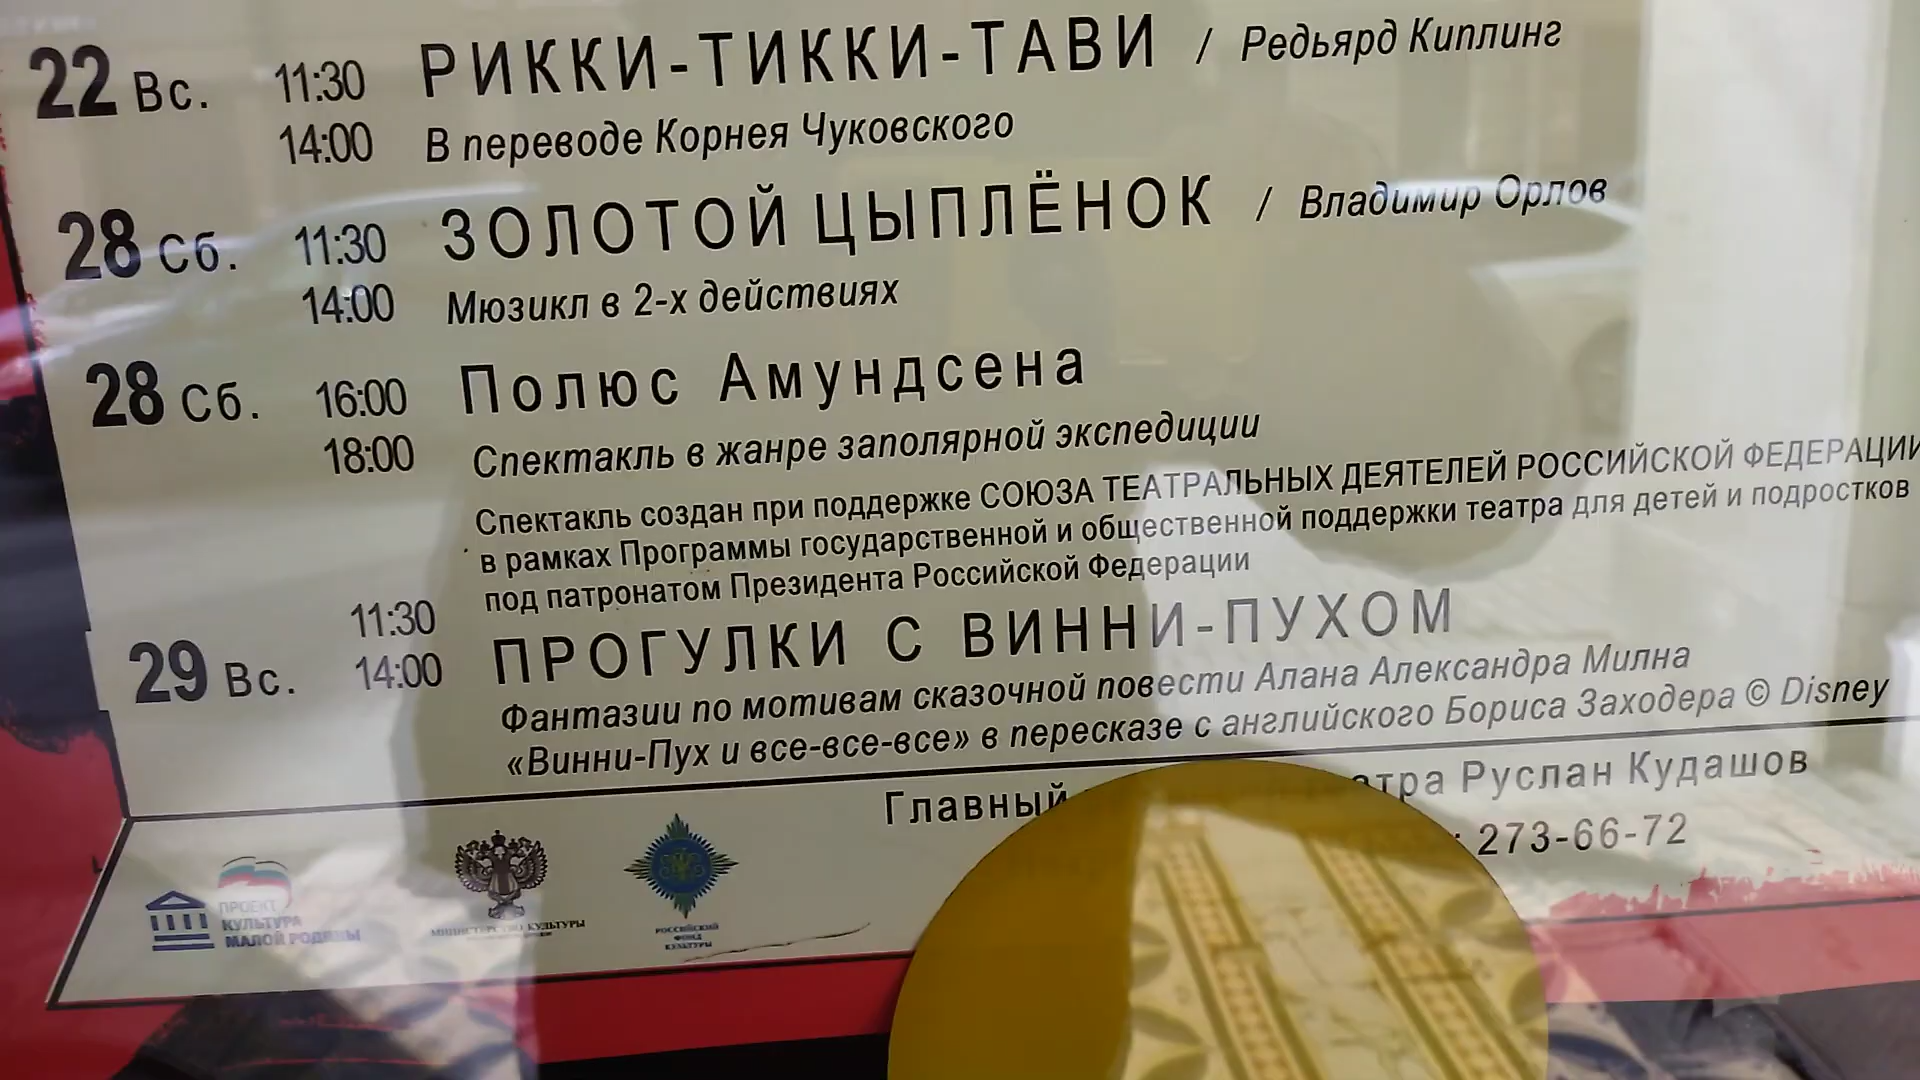 22 Вс. 11:30 РИККИ-ТИККИ-ТАВИ / Редьярд Киплинг
14:00 В переводе Корнея Чуковского
28 Сб. 11:30 ЗОЛОТОЙ ЦЫПЛЁНОК / Владимир Орлов
14:00 Мюзикл в 2-х действиях
28 Сб. 16:00 Полюс Амундсена
18:00 Спектакль в жанре заполярной экспедиции
Спектакль создан при поддержке СОЮЗА ТЕАТРАЛЬНЫХ ДЕЯТЕЛЕЙ РОССИЙСКОЙ ФЕДЕРАЦИИ
в рамках Программы государственной и общественной поддержки театра для детей и подростков
под патронатом Президента Российской Федерации
11:30
29 Вс. 14:00 ПРОГУЛКИ С ВИННИ-ПУХОМ
Фантазии по мотивам сказочной повести Алана Александра Милна
«Винни-Пух и все-все-все» в пересказе с английского Бориса Заходера © Disney
Главный Руслан Кудашов
273-66-72
ПРОЕКТ
КУЛЬТУРА
МАЛОЙ РОДИНЫ
МИНИСТЕРСТВО КУЛЬТУРЫ
РОССИЙСКИЙ
ФОНД
КУЛЬТУРЫ